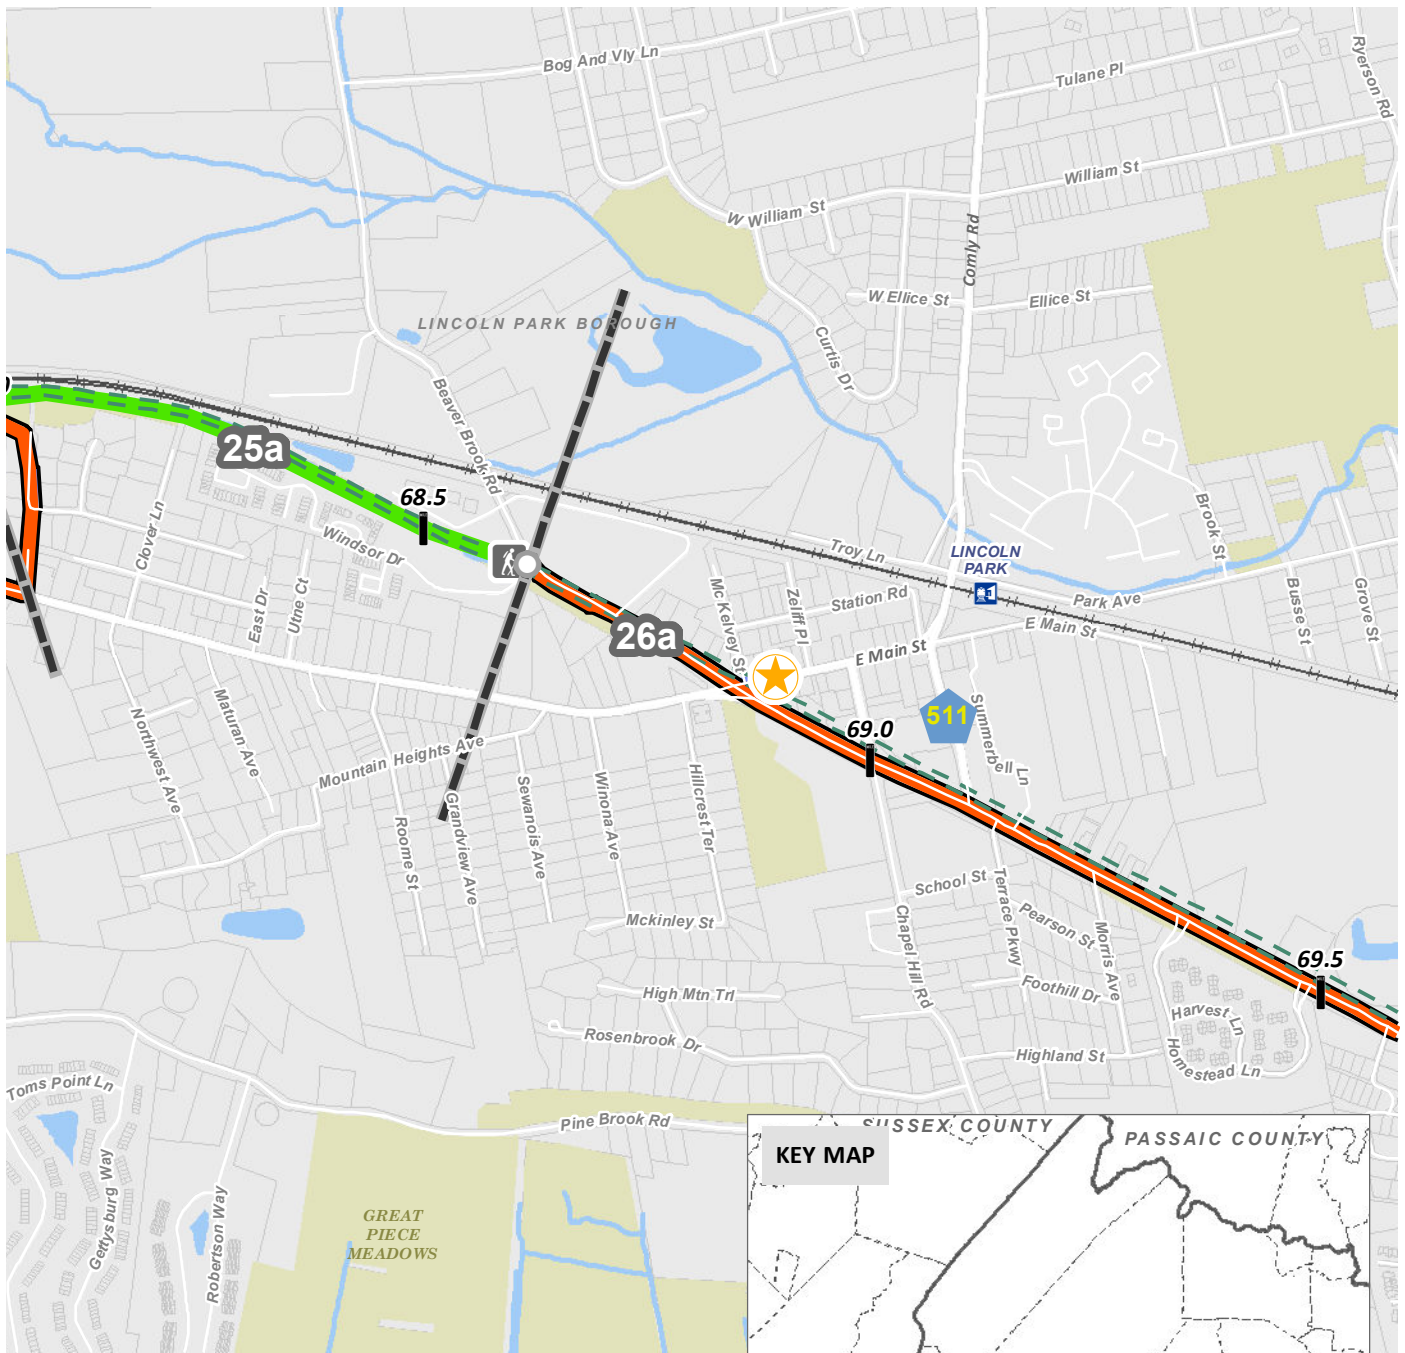 Bog And Vly Ln
Tulane Pl
Ryerson Rd
William St
W William St
Comly Rd
W Ellice St
Ellice St
LINCOLN PARK BOROUGH
Curtis Dr
Beaver Brook Rd
25a
68.5
Clover Ln
Windsor Dr
Brook St
Troy Ln
LINCOLN
PARK
East Dr
Utne Ct
Mc Kelvey St
Zeliff Pl
Station Rd
Park Ave
Busse St
Grove St
26a
E Main St
E Main St
Northwest Ave
Maturan Ave
Mountain Heights Ave
69.0
511
Summerbell Ln
Roome St
Grandview Ave
Sewanois Ave
Winona Ave
Hillcrest Ter
School St
Mckinley St
Chapel Hill Rd
Terrace Pkwy
Pearson St
Morris Ave
69.5
High Mtn Trl
Foothill Dr
Harvest Ln
Rosenbrook Dr
Highland St
Homestead Ln
Toms Point Ln
Pine Brook Rd
Gettysburg Way
Robertson Way
GREAT
PIECE
MEADOWS
KEY MAP
SUSSEX COUNTY
PASSAIC COUNTY